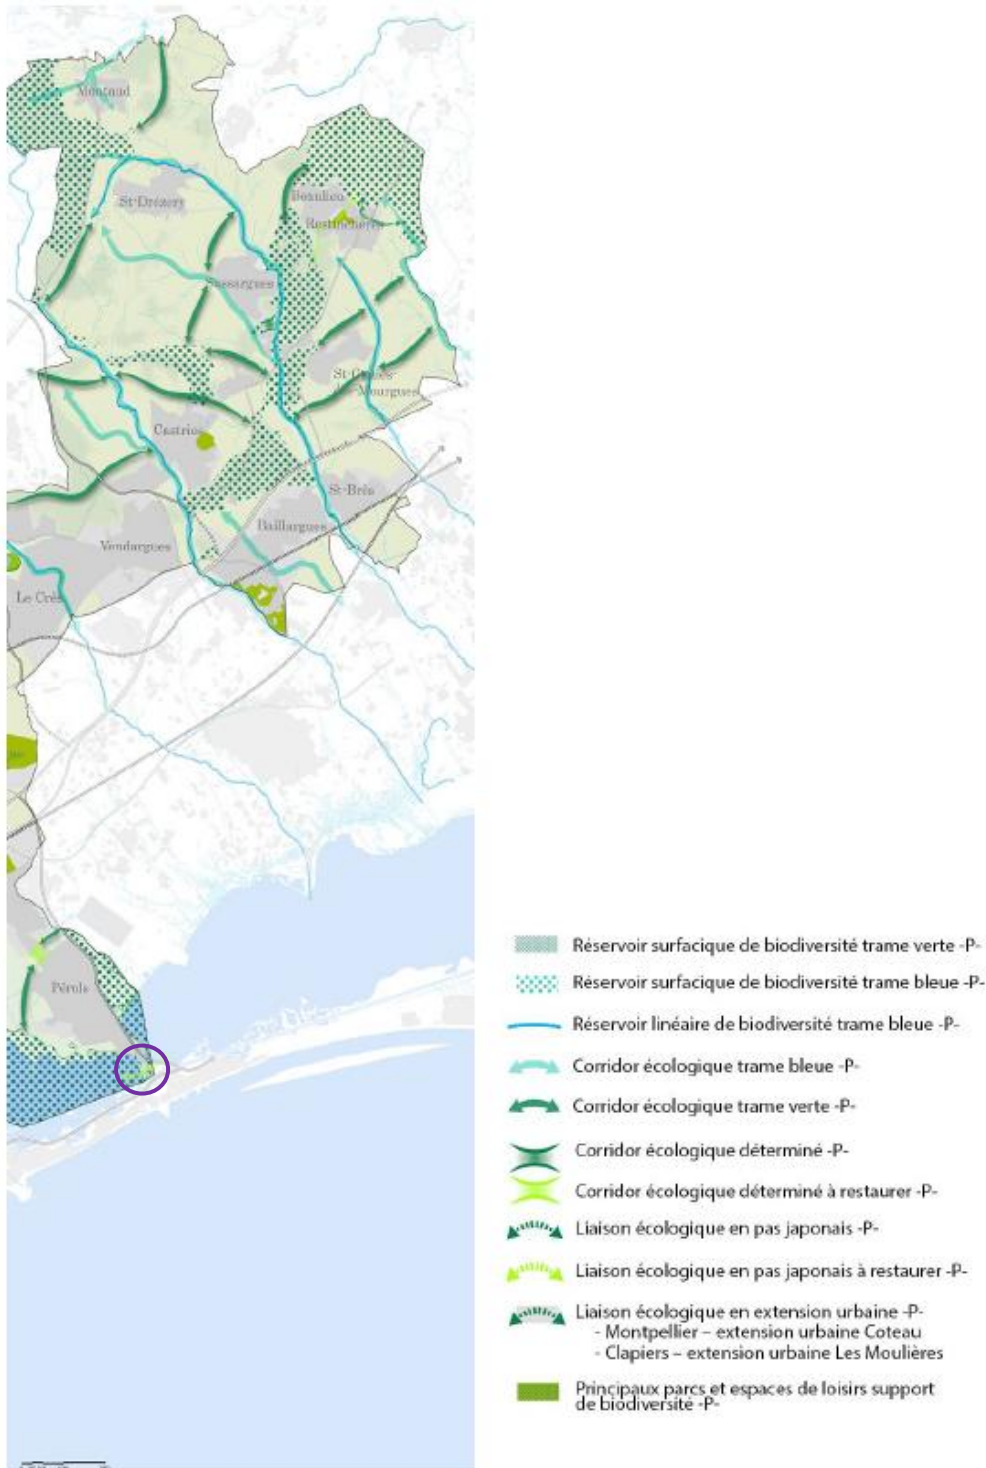 Montaud
St-Drézery
Beaulieu
Restinclières
St-Geniès-
des-Mourgues
Castries
St-Brès
Baillargues
Vendargues
Le Crès
Pérols
Réservoir surfacique de biodiversité trame verte -P-
Réservoir surfacique de biodiversité trame bleue -P-
Réservoir linéaire de biodiversité trame bleue -P-
Corridor écologique trame bleue -P-
Corridor écologique trame verte -P-
Corridor écologique déterminé -P-
Corridor écologique déterminé à restaurer -P-
Liaison écologique en pas japonais -P-
Liaison écologique en pas japonais à restaurer -P-
Liaison écologique en extension urbaine -P-
- Montpellier – extension urbaine Coteau
- Clapiers – extension urbaine Les Moulières
Principaux parcs et espaces de loisirs support
de biodiversité -P-